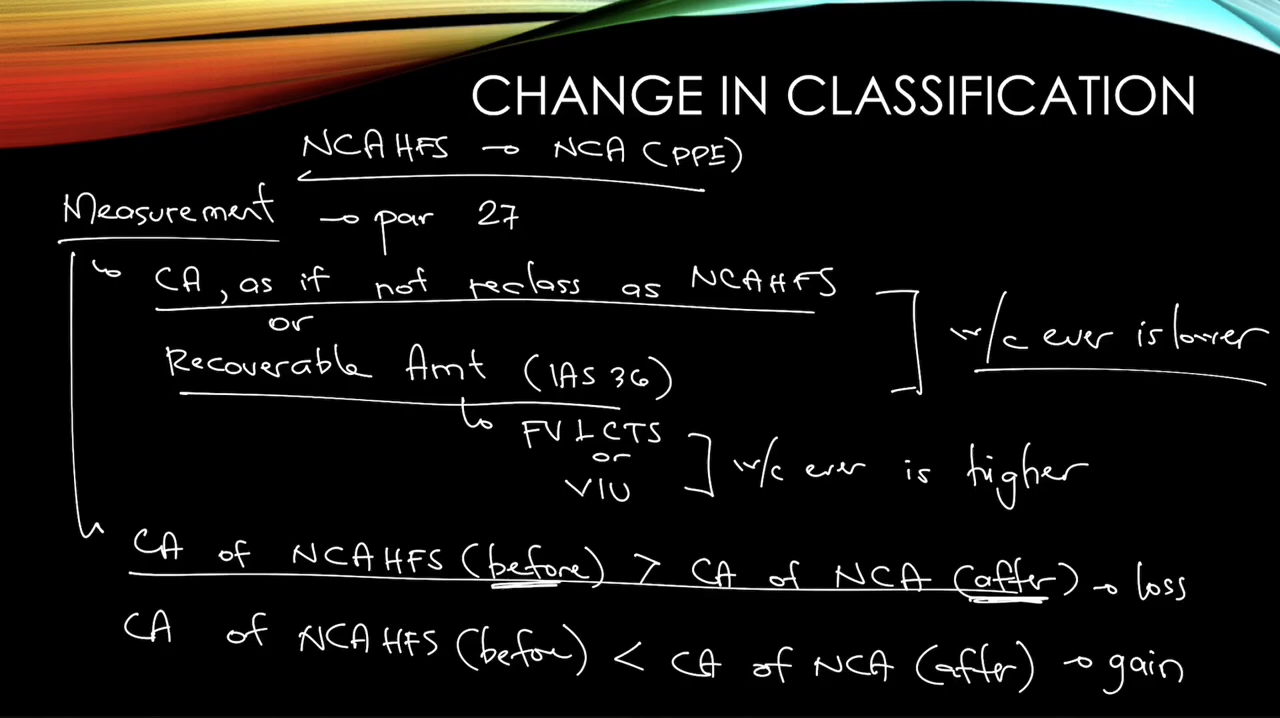 CHANGE IN CLASSIFICATION
NCAHFS → NCA (PPE)
Measurement → par 27
↳ CA, as if not reclass as NCAHFS
or
Recoverable Amt (IAS 36)
] w/c ever is lower
↳ FVLCTS
or
VIU
] w/c ever is higher
CA of NCAHFS (before) > CA of NCA (after) → loss
CA of NCAHFS (before) < CA of NCA (after) → gain